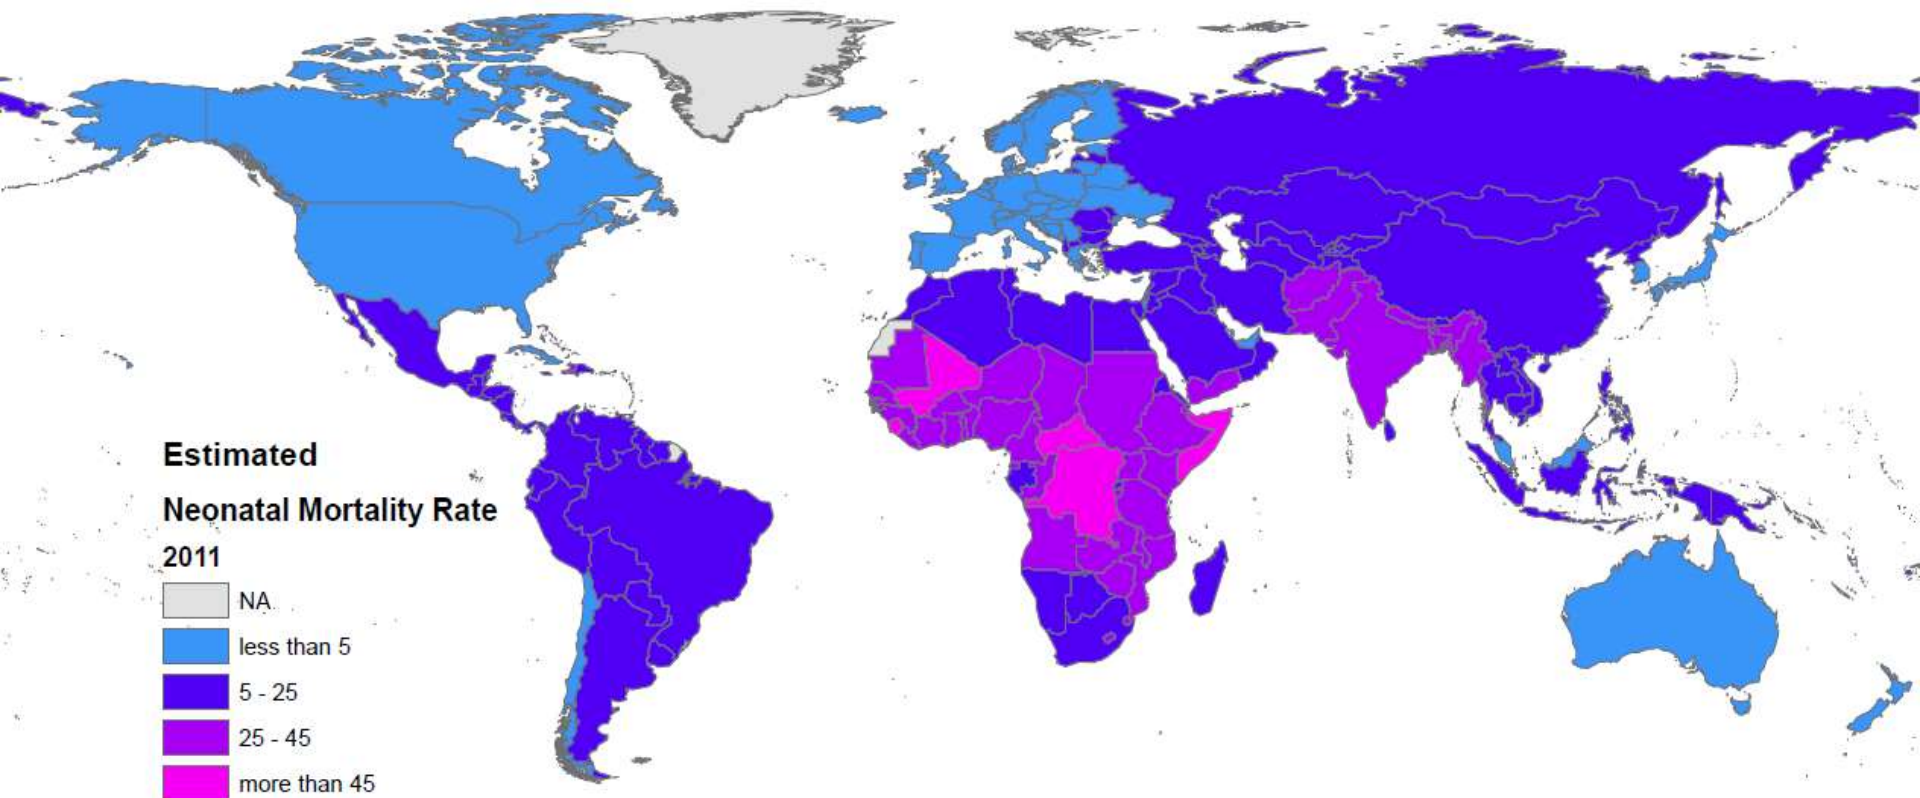 Estimated
Neonatal Mortality Rate
2011
NA
less than 5
5 - 25
25 - 45
more than 45